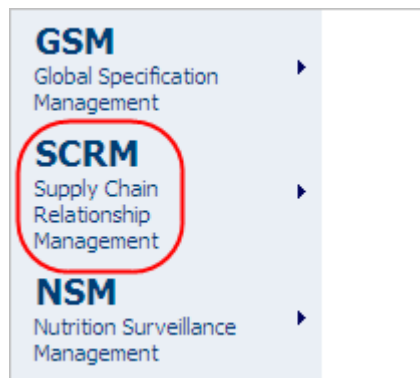 GSM
Global Specification
Management
SCRM
Supply Chain
Relationship
Management
NSM
Nutrition Surveillance
Management